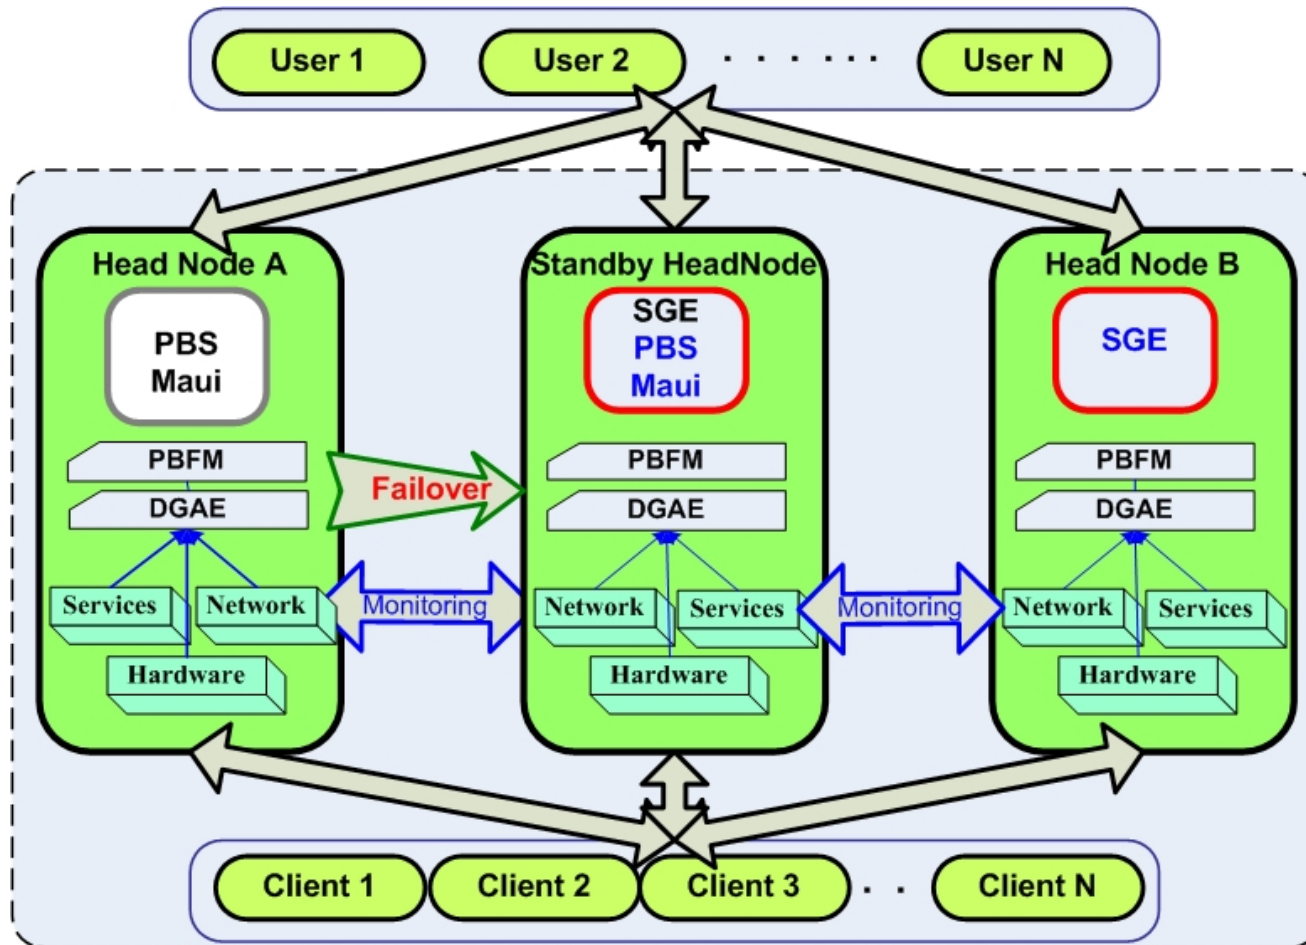 User 1
User 2
. . . . . .
User N
Head Node A
PBS
Maui
PBFM
DGAE
Services
Network
Hardware
Failover
Monitoring
Standby HeadNode
SGE
PBS
Maui
PBFM
DGAE
Network
Services
Hardware
Monitoring
Head Node B
SGE
PBFM
DGAE
Network
Services
Hardware
Client 1
Client 2
Client 3
. .
Client N